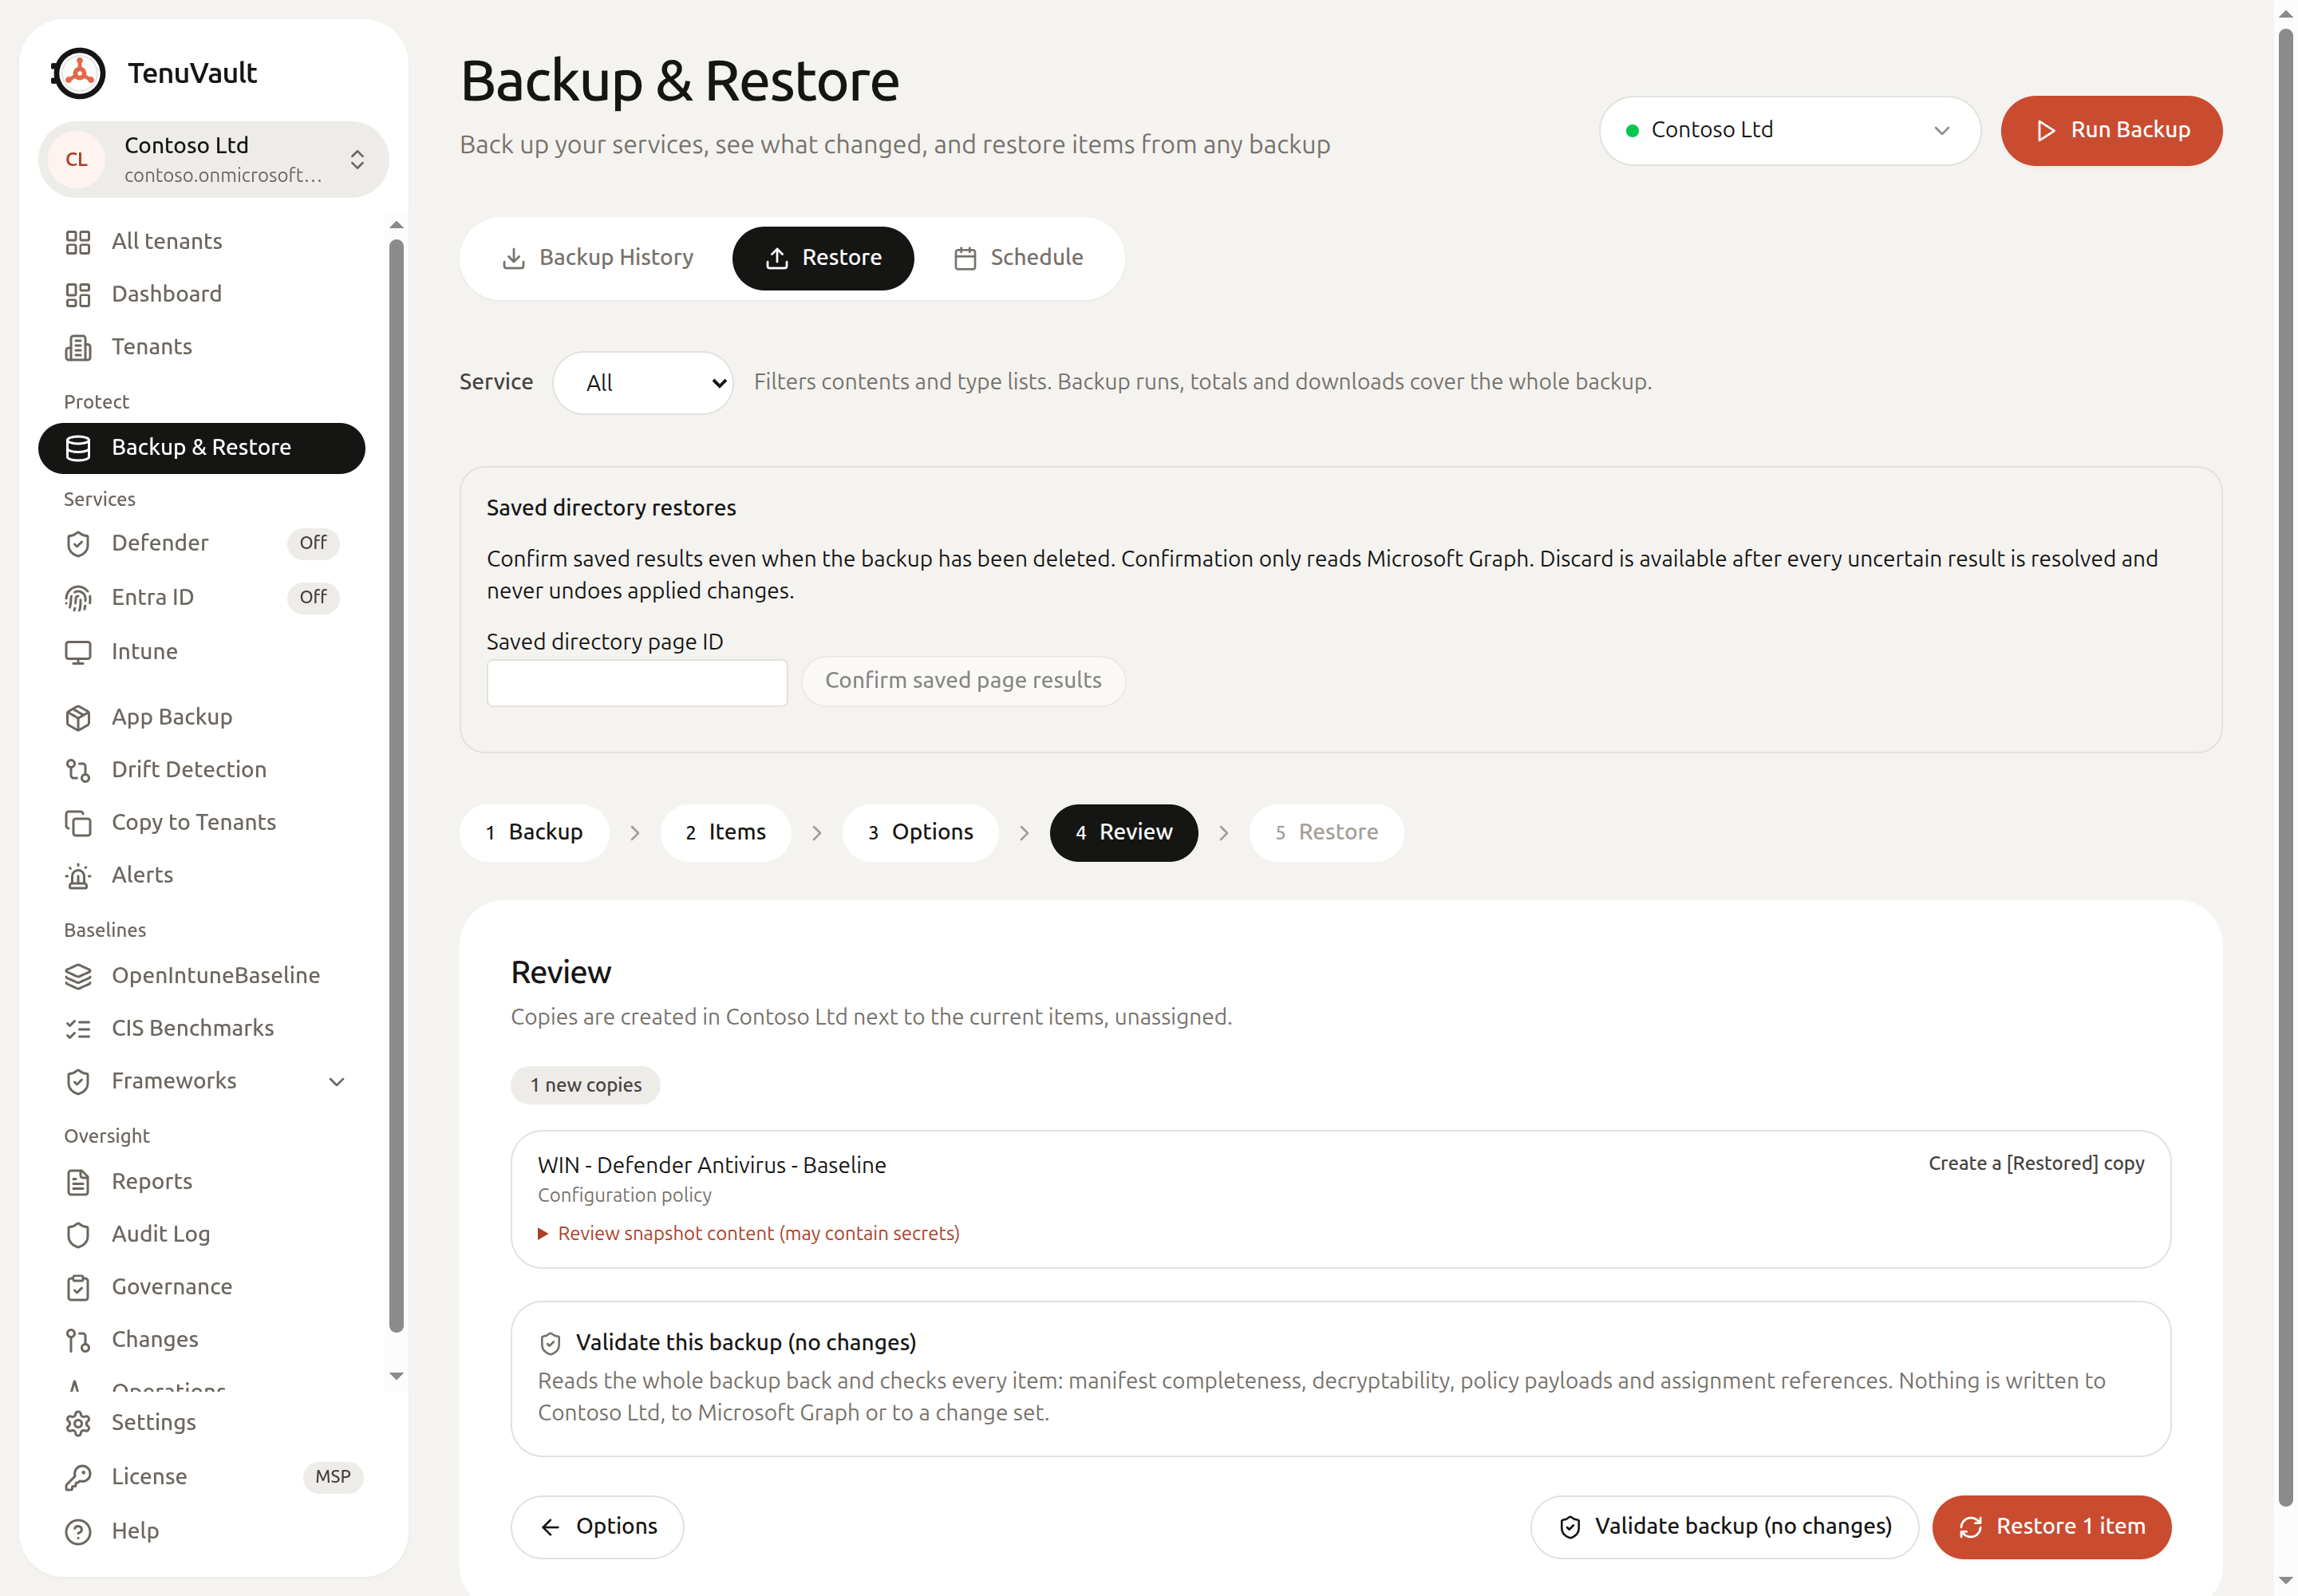 TenuVault
CL
Contoso Ltd
contoso.onmicrosoft...
All tenants
Dashboard
Tenants
Protect
Backup & Restore
Services
Defender Off
Entra ID Off
Intune
App Backup
Drift Detection
Copy to Tenants
Alerts
Baselines
OpenIntuneBaseline
CIS Benchmarks
Frameworks
Oversight
Reports
Audit Log
Governance
Changes
Operations
Settings
License MSP
Help
Backup & Restore
Back up your services, see what changed, and restore items from any backup
Contoso Ltd
Run Backup
Backup History Restore Schedule
Service All Filters contents and type lists. Backup runs, totals and downloads cover the whole backup.
Saved directory restores
Confirm saved results even when the backup has been deleted. Confirmation only reads Microsoft Graph. Discard is available after every uncertain result is resolved and
never undoes applied changes.
Saved directory page ID
Confirm saved page results
1 Backup 2 Items 3 Options 4 Review 5 Restore
Review
Copies are created in Contoso Ltd next to the current items, unassigned.
1 new copies
WIN - Defender Antivirus - Baseline
Create a [Restored] copy
Configuration policy
Review snapshot content (may contain secrets)
Validate this backup (no changes)
Reads the whole backup back and checks every item: manifest completeness, decryptability, policy payloads and assignment references. Nothing is written to
Contoso Ltd, to Microsoft Graph or to a change set.
Options
Validate backup (no changes)
Restore 1 item